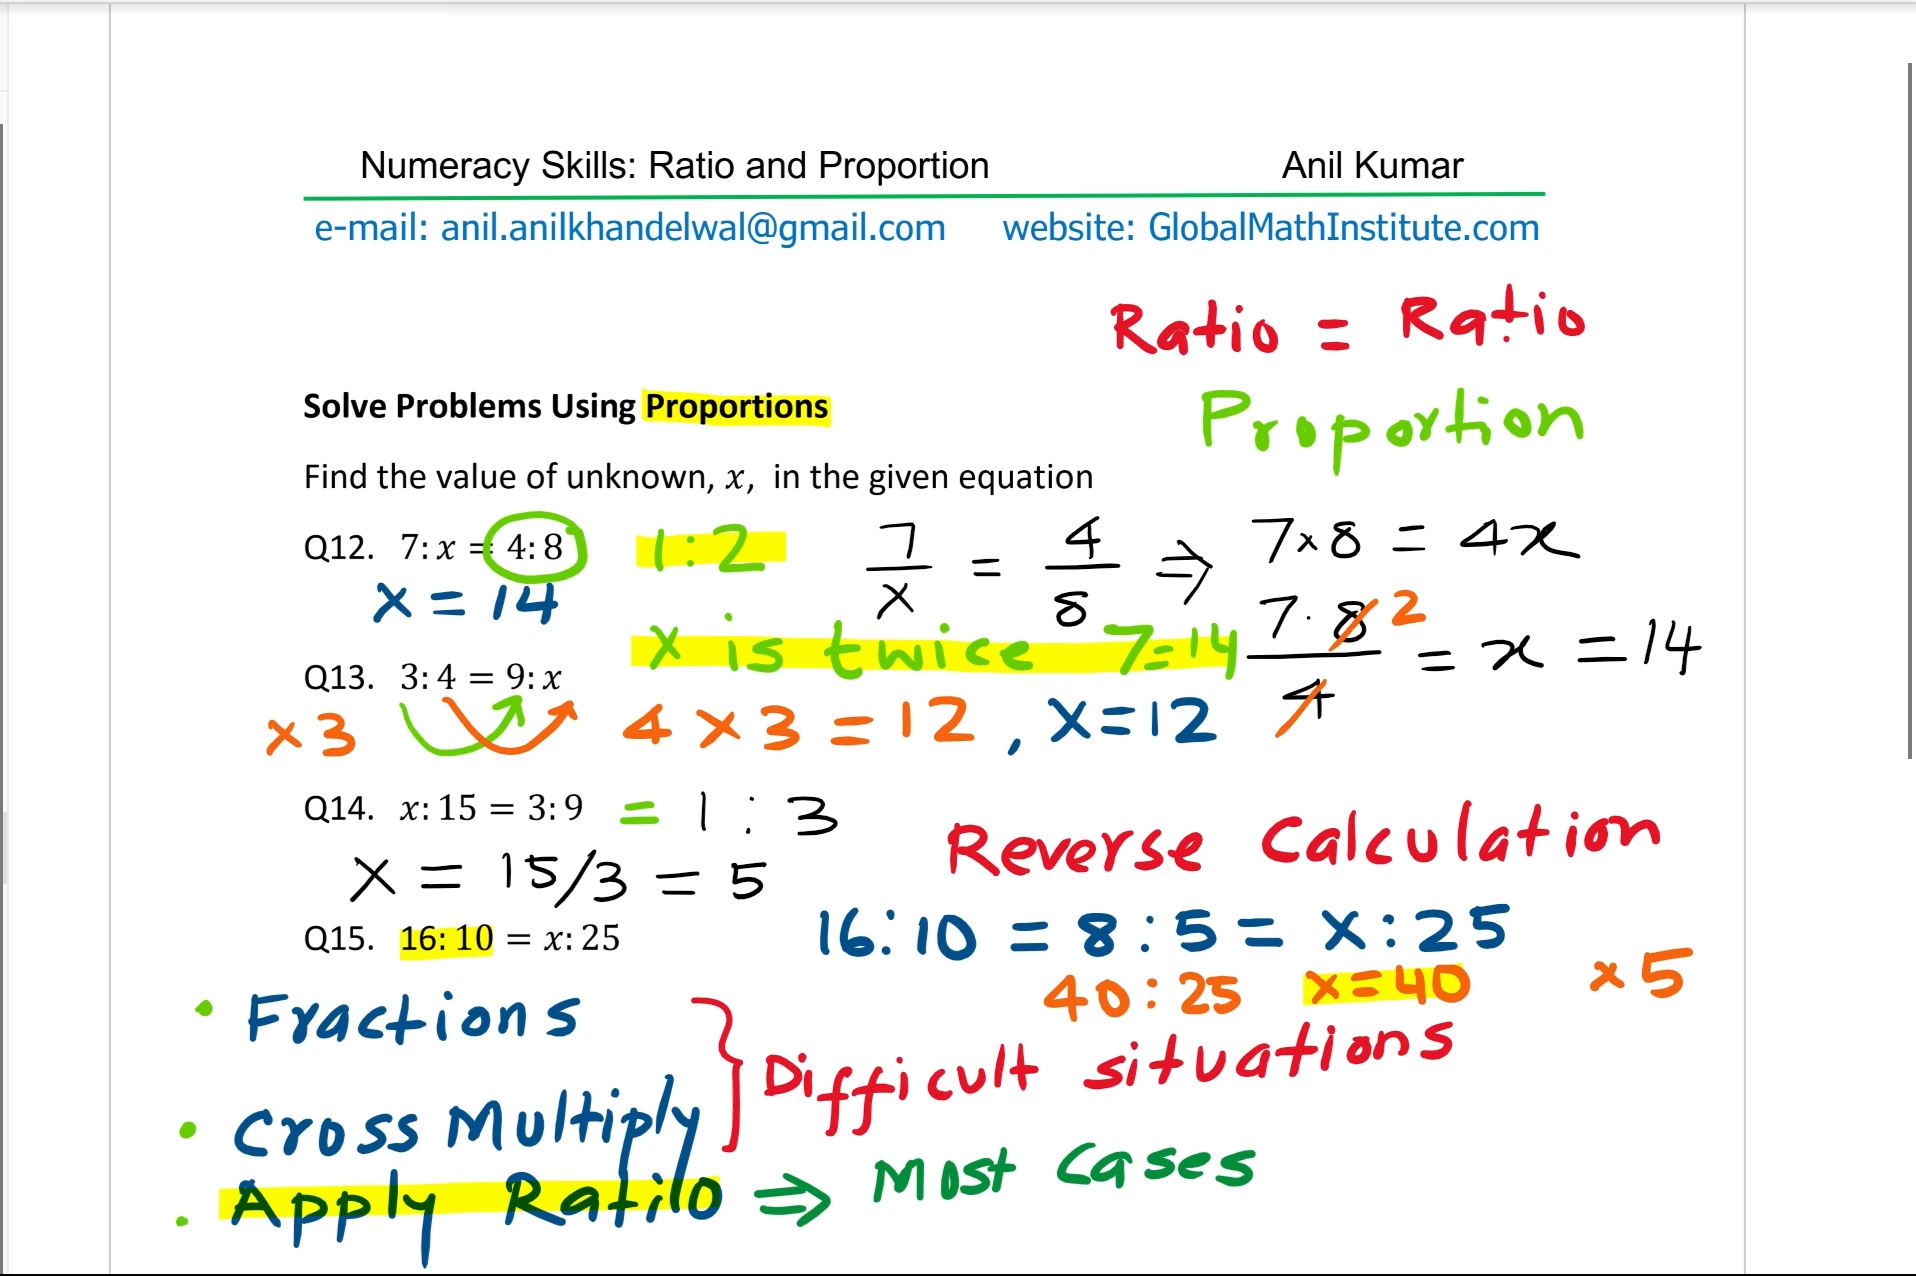 Numeracy Skills: Ratio and Proportion Anil Kumar
e-mail: anil.anilkhandelwal@gmail.com website: GlobalMathInstitute.com
Ratio = Ratio
Solve Problems Using Proportions
Proportion
Find the value of unknown, x, in the given equation
Q12. 7: x = 4: 8 1:2 7/x = 4/8 ⇒ 7×8 = 4x
x = 14
x is twice 7=14 7·8/4 2 = x = 14
Q13. 3: 4 = 9: x
×3 4 × 3 = 12, x=12
Q14. x: 15 = 3: 9 = 1 : 3
Reverse Calculation
x = 15/3 = 5
Q15. 16: 10 = x: 25 16:10 = 8:5 = x:25
40:25 x=40 ×5
• Fractions
} Difficult situations
• Cross Multiply
• Apply Ratilo ⇒ Most Cases